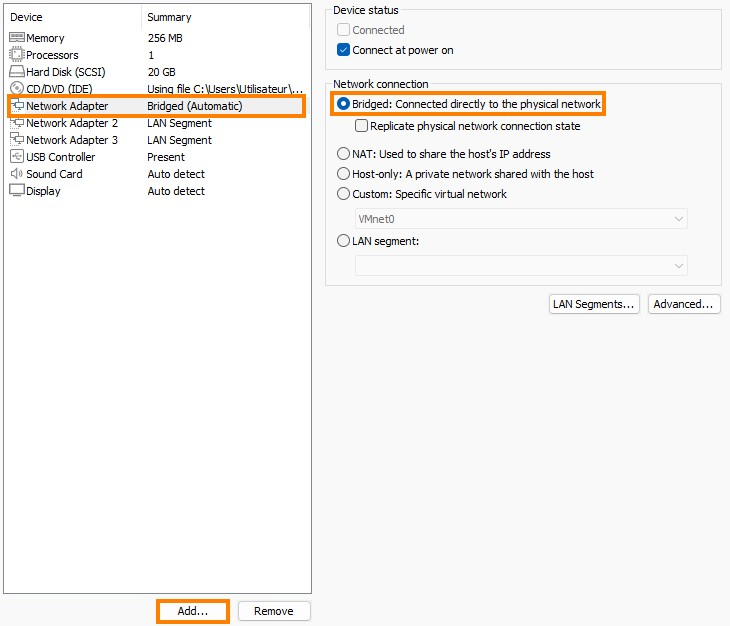 Device Summary
Memory 256 MB
Processors 1
Hard Disk (SCSI) 20 GB
CD/DVD (IDE) Using file C:\Users\Utilisateur\...
Network Adapter Bridged (Automatic)
Network Adapter 2 LAN Segment
Network Adapter 3 LAN Segment
USB Controller Present
Sound Card Auto detect
Display Auto detect
Add...
Remove
Device status
Connected
Connect at power on
Network connection
Bridged: Connected directly to the physical network
Replicate physical network connection state
NAT: Used to share the host's IP address
Host-only: A private network shared with the host
Custom: Specific virtual network
VMnet0
LAN segment:
LAN Segments...
Advanced...